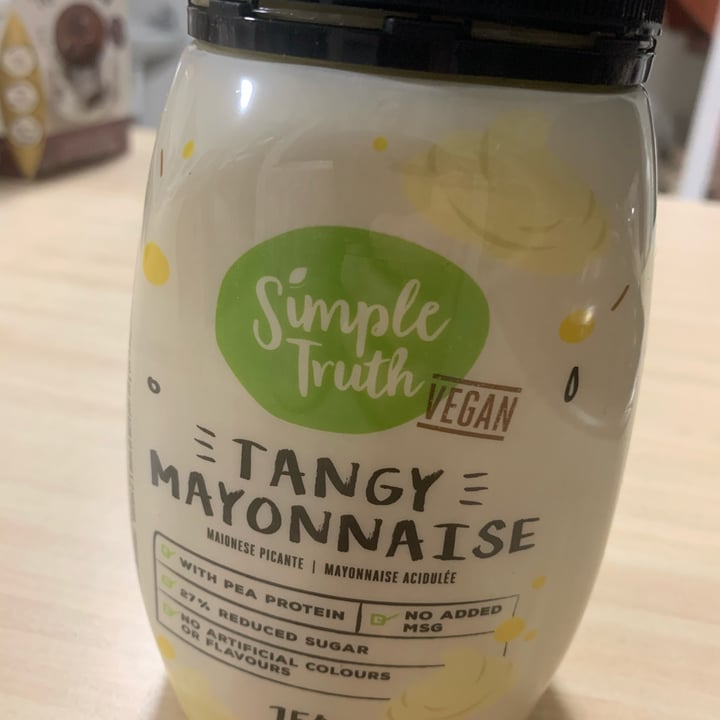 Simple
Truth
VEGAN
TANGY
MAYONNAISE
MAIONESE PICANTE | MAYONNAISE ACIDULÉE
WITH PEA PROTEIN
NO ADDED
MSG
27% REDUCED SUGAR
NO ARTIFICIAL COLOURS
OR FLAVOURS